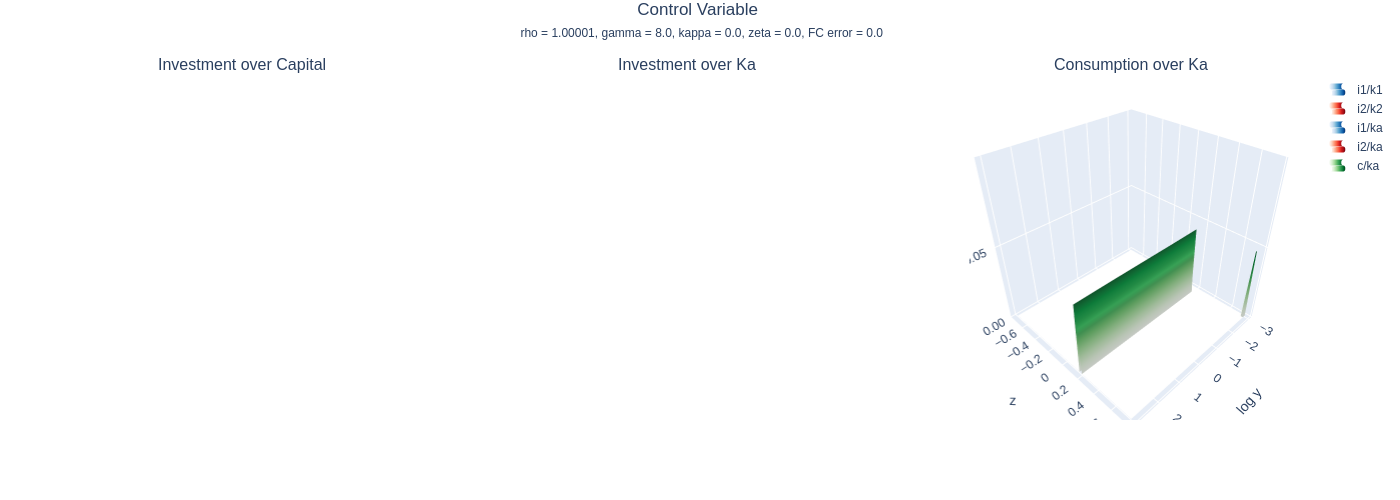 Control Variable
rho = 1.00001, gamma = 8.0, kappa = 0.0, zeta = 0.0, FC error = 0.0
Investment over Capital
Investment over Ka
Consumption over Ka
i1/k1
i2/k2
i1/ka
i2/ka
c/ka
.05
0.00
−0.6
−0.4
−0.2
0
0.2
0.4
z
−3
−2
−1
0
1
2
log y